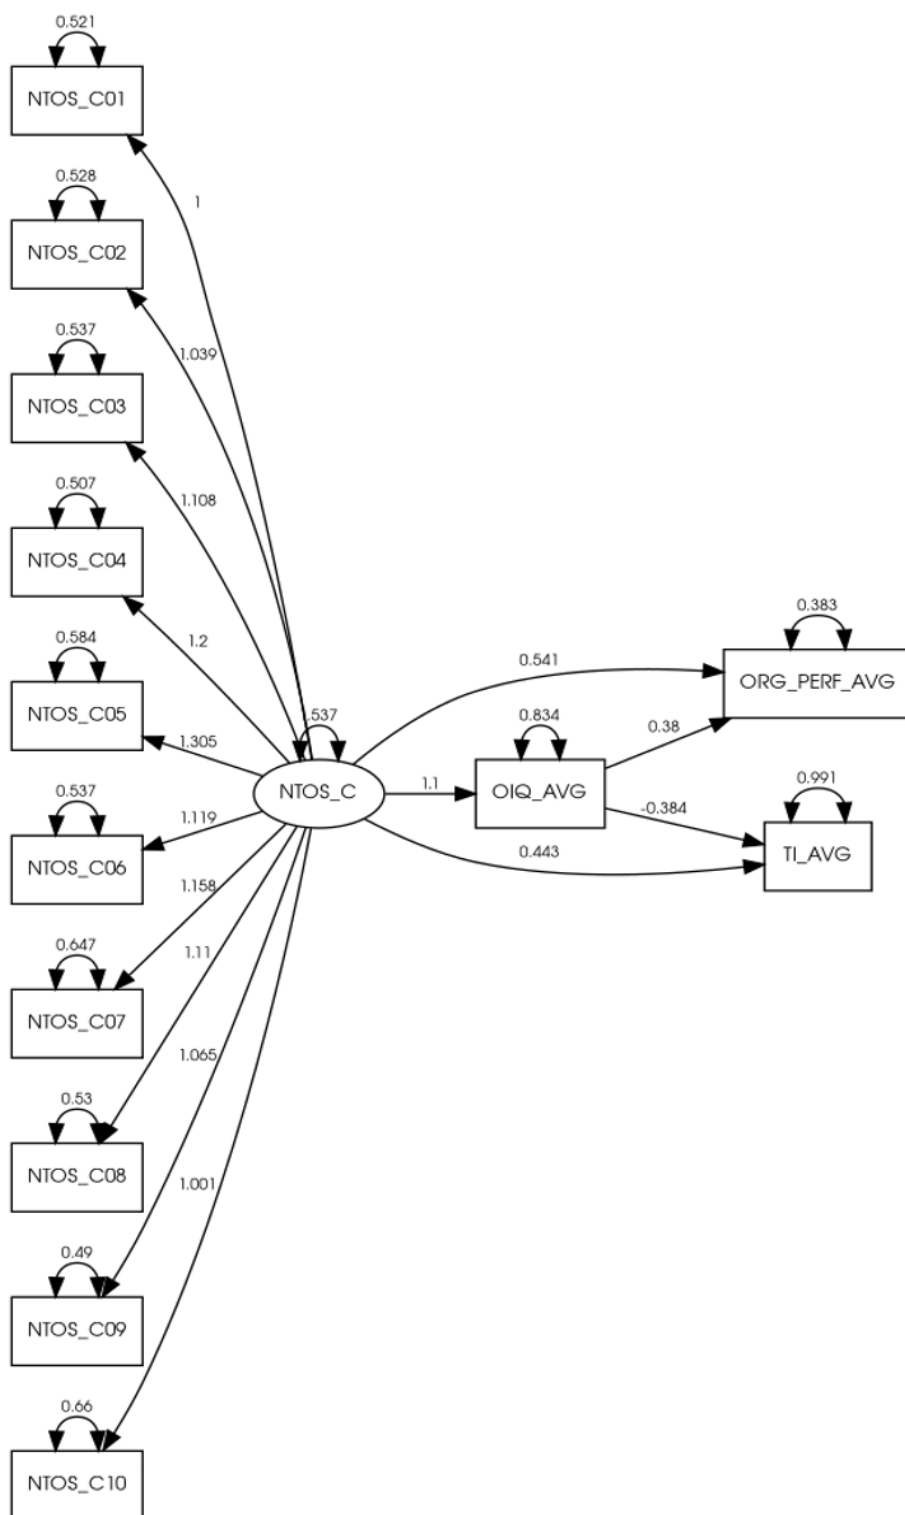 0.521
NTOS_C01
1
0.528
NTOS_C02
1.039
0.537
NTOS_C03
1.108
0.507
NTOS_C04
1.2
0.584
NTOS_C05
1.305
0.537
NTOS_C06
1.119
0.647
NTOS_C07
1.158
0.53
NTOS_C08
1.11
0.49
NTOS_C09
1.065
0.66
NTOS_C10
1.001
.537
NTOS_C
0.541
1.1
0.443
0.834
OIQ_AVG
0.38
-0.384
0.383
ORG_PERF_AVG
0.991
TI_AVG